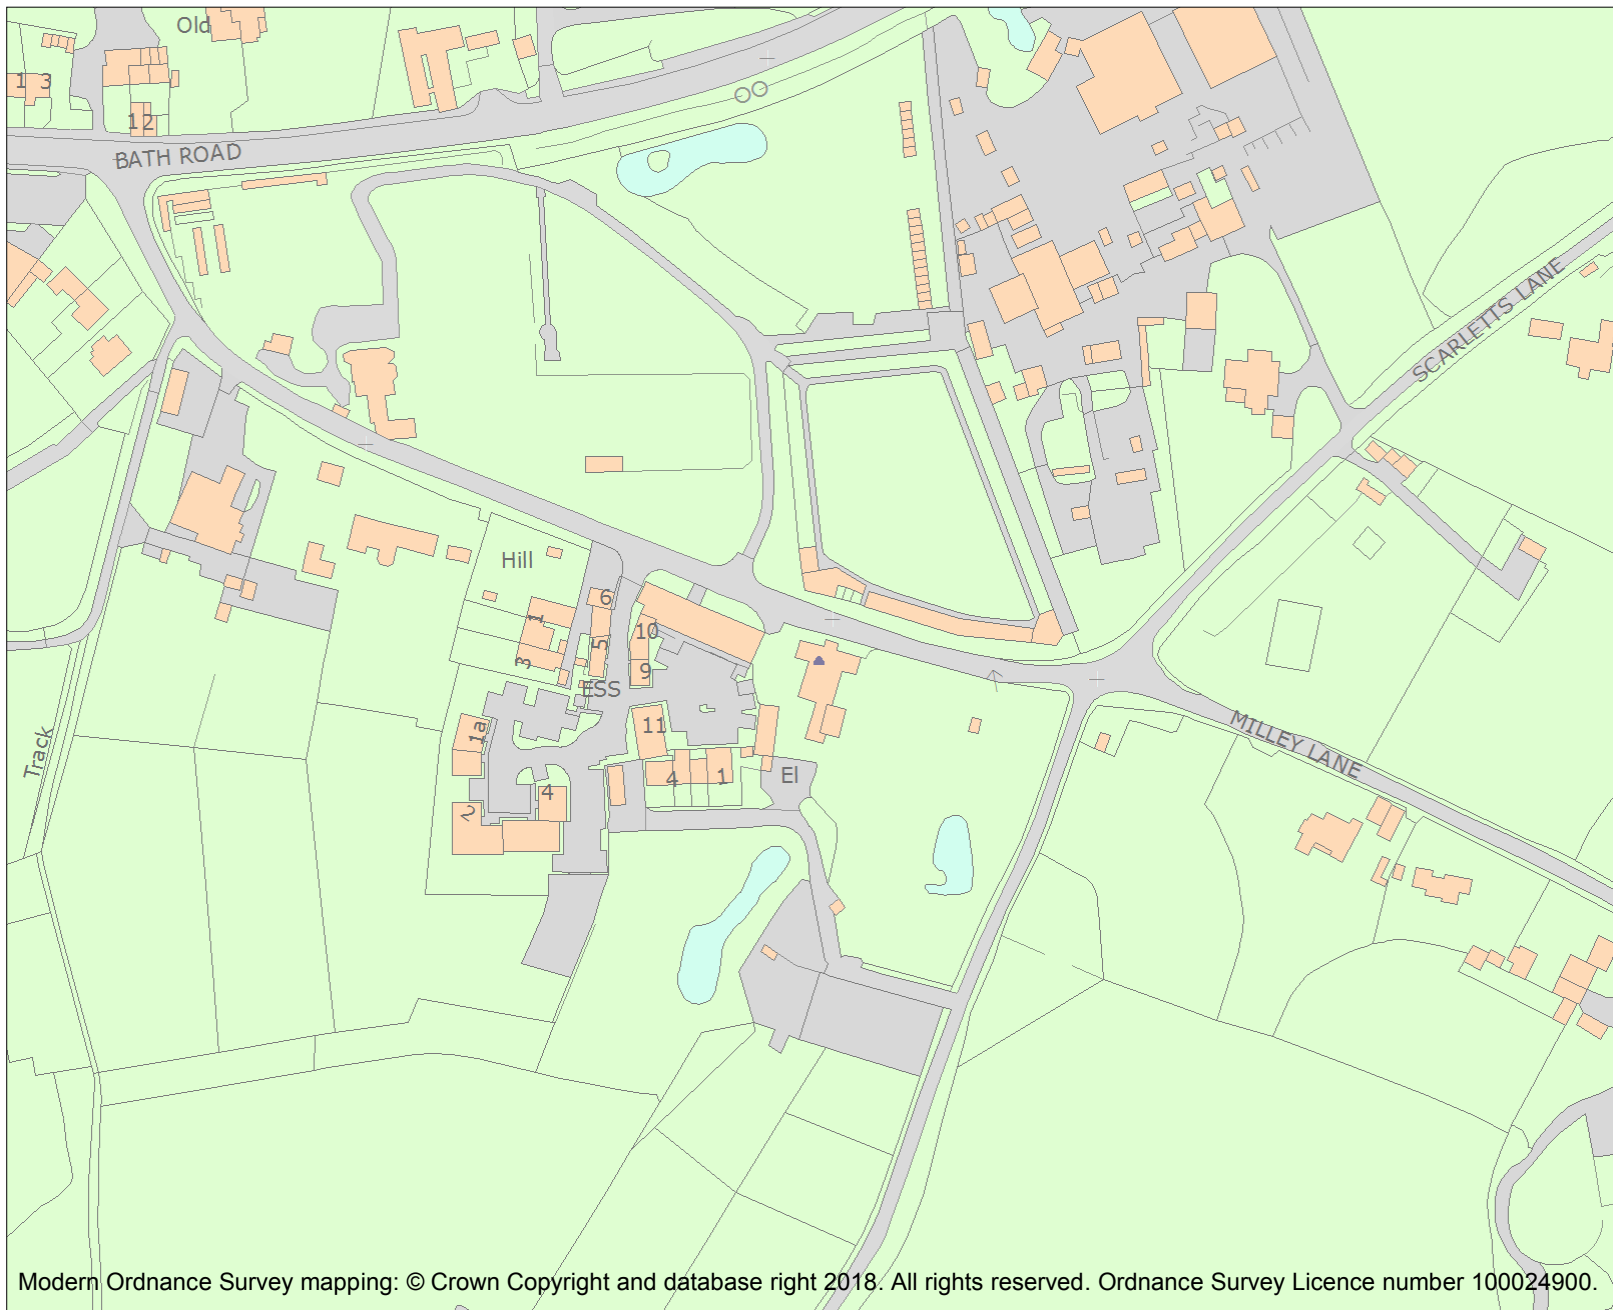 Old
1 3
12
BATH ROAD
SCARLETTS LANE
Hill
6
1
10
5
3
9
ESS
11
1a
El
4
1
4
2
Track
MILLEY LANE
Modern Ordnance Survey mapping: © Crown Copyright and database right 2018. All rights reserved. Ordnance Survey Licence number 100024900.